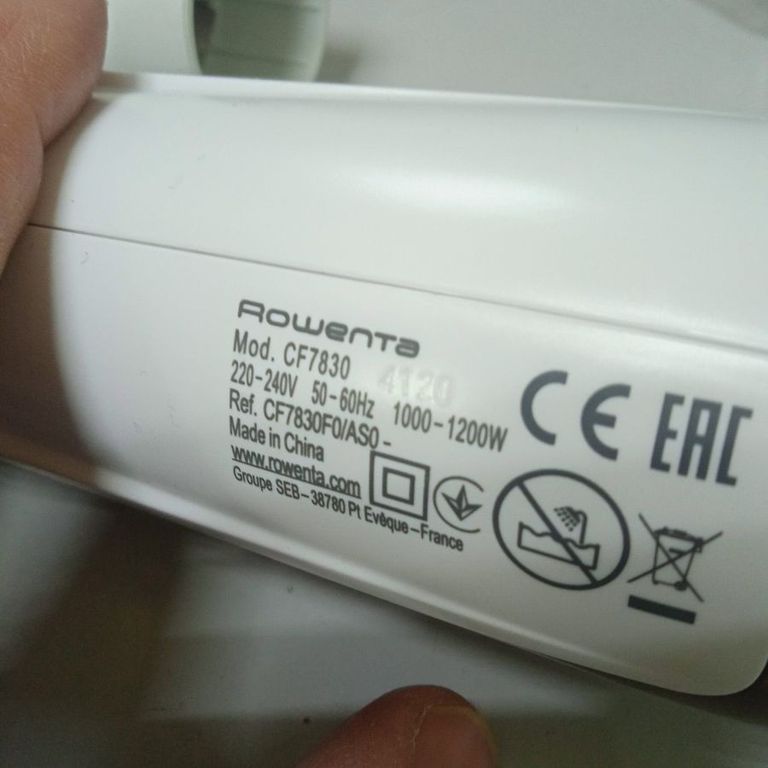 Rowenta
Mod. CF7830 4120
220-240V 50-60Hz 1000-1200W
Ref. CF7830F0/AS0 -
Made in China
www.rowenta.com
Groupe SEB-38780 Pt Evêque-France
CE EAC